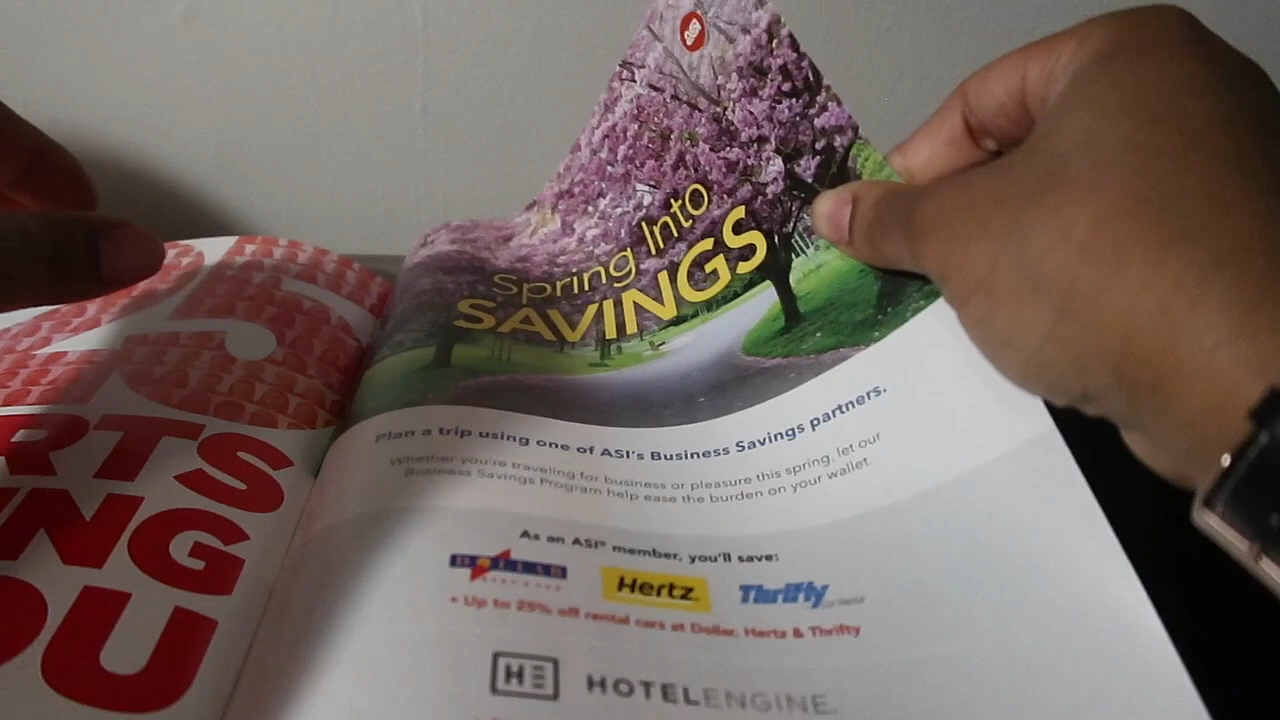 RTS
NG
OU
ASI
Spring Into
SAVINGS
Plan a trip using one of ASI's Business Savings partners.
Whether you're traveling for business or pleasure this spring, let our
Business Savings Program help ease the burden on your wallet.
As an ASI® member, you'll save:
DOLLAR
Hertz
Thrifty
• Up to 25% off rental cars at Dollar, Hertz & Thrifty
HE HOTELENGINE